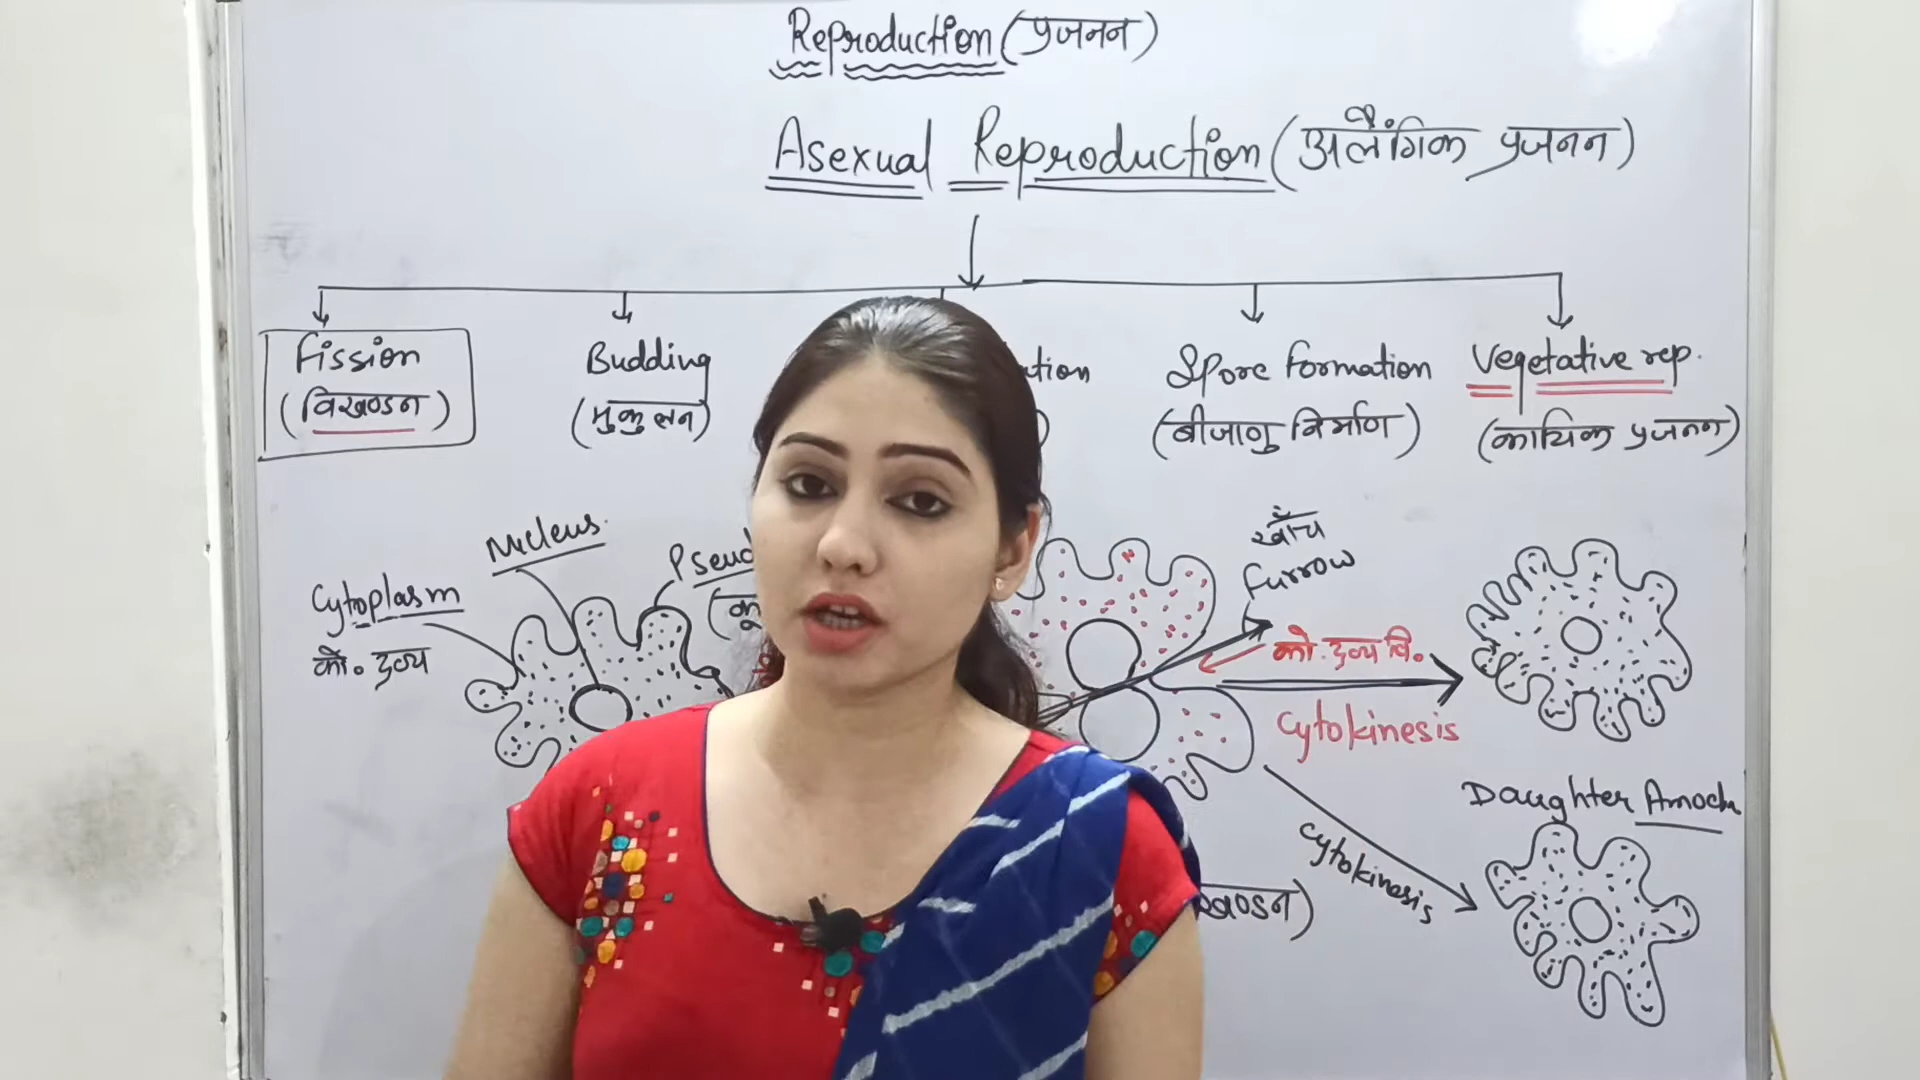 Reproduction (प्रजनन)
Asexual Reproduction (अलैंगिक प्रजनन)
Fission
(विखण्डन)
Budding
(मुकुलन)
Spore formation
(बीजाणु निर्माण)
Vegetative rep.
(कायिक प्रजनन)
Nucleus
Cytoplasm
को. द्रव्य
खाँच
furrow
को. द्रव्य वि.
Cytokinesis
Daughter
Cytokinesis